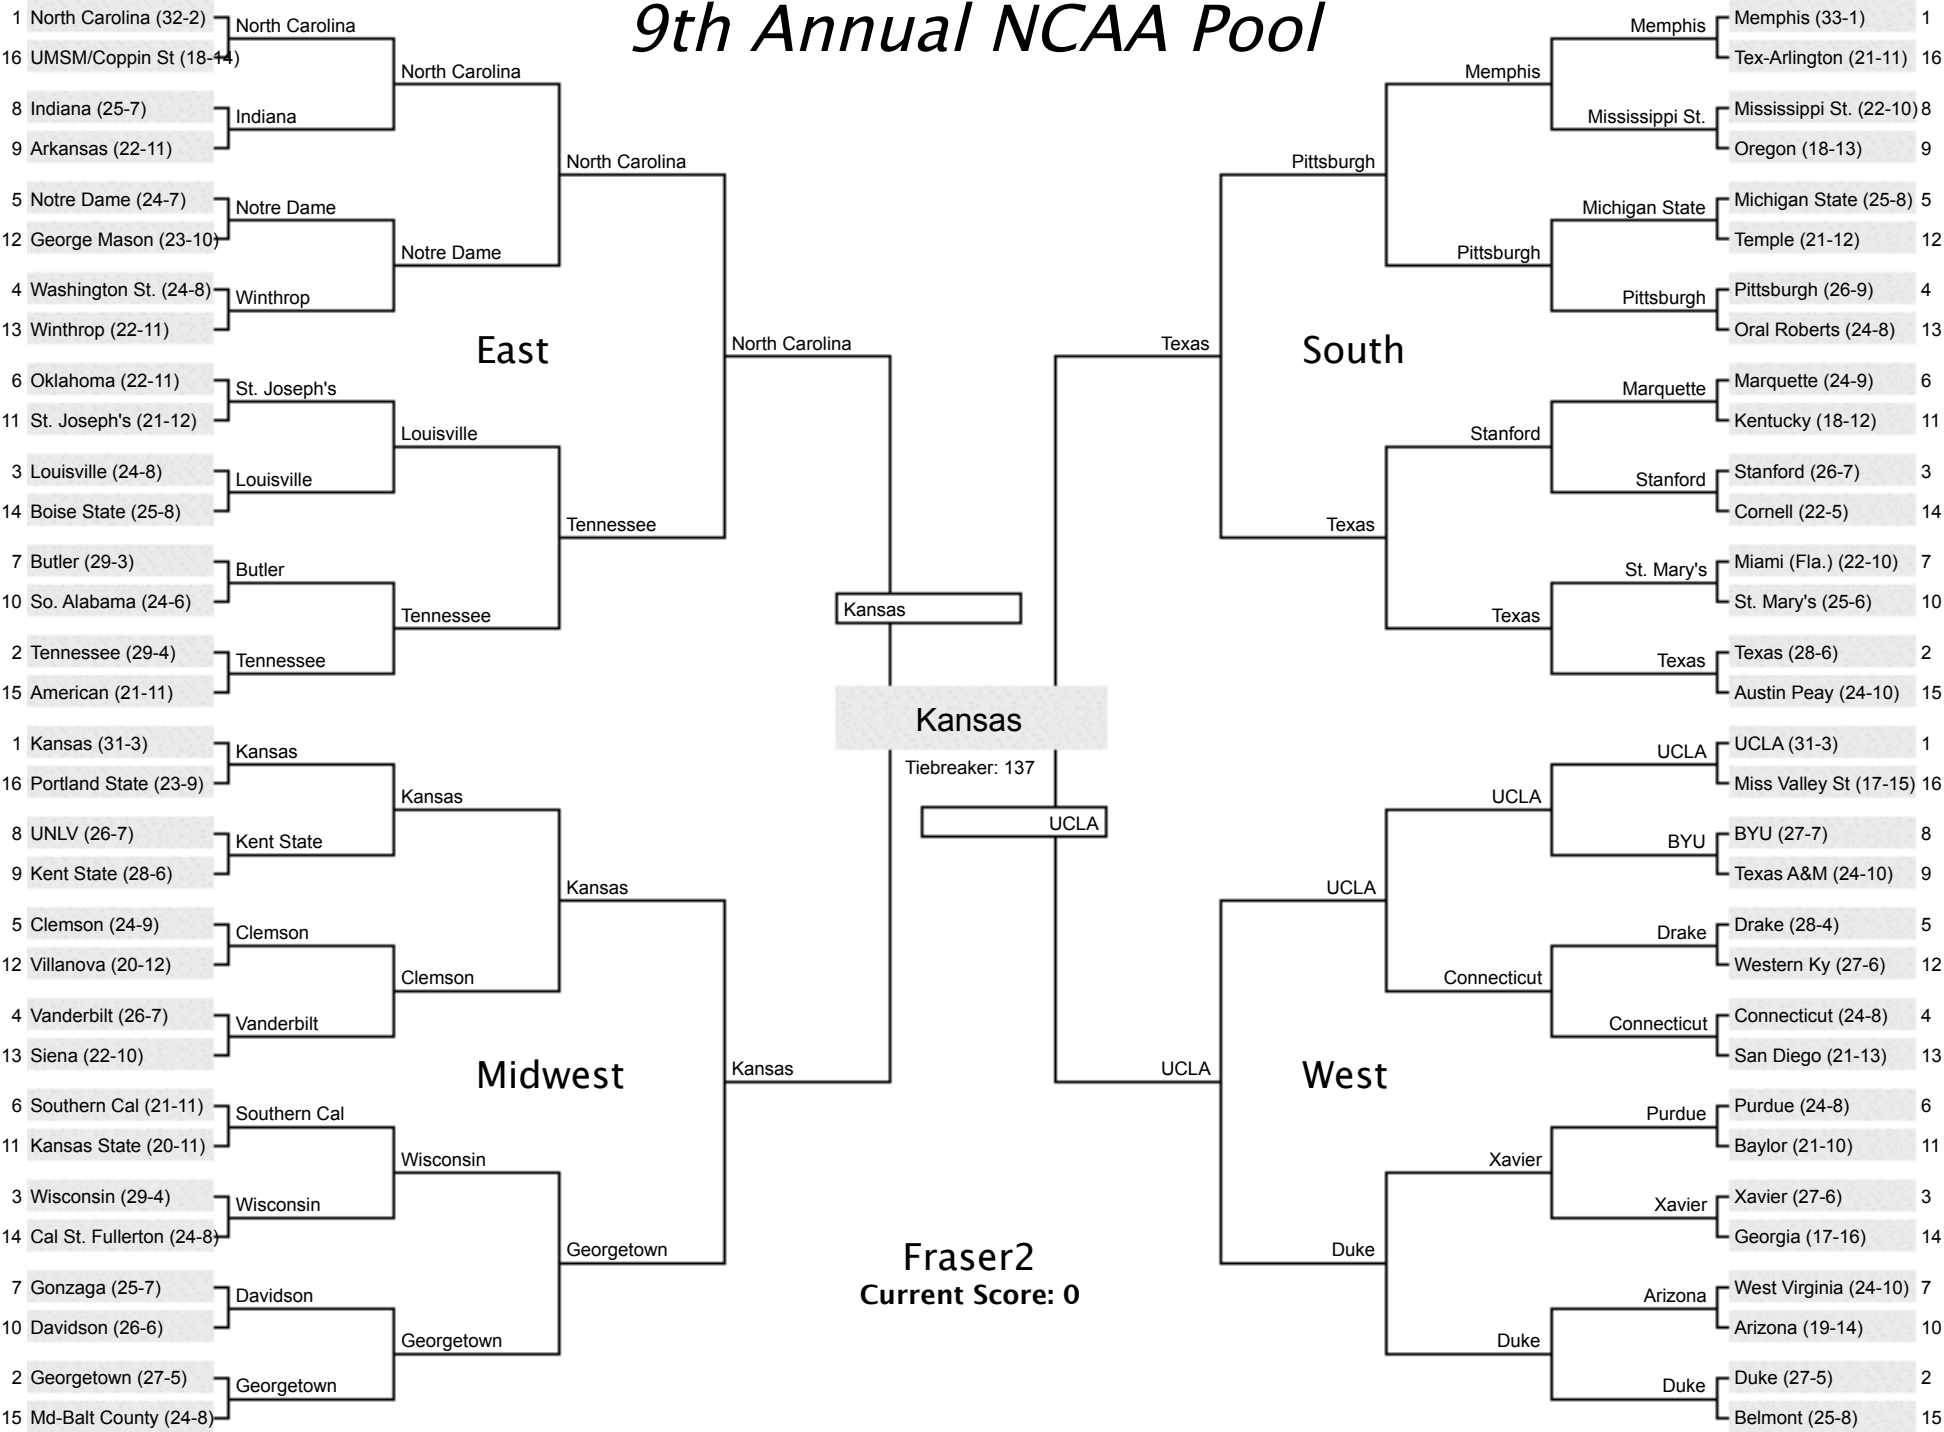 9th Annual NCAA Pool
1 North Carolina (32-2)
16 UMSM/Coppin St (18-14)
8 Indiana (25-7)
9 Arkansas (22-11)
5 Notre Dame (24-7)
12 George Mason (23-10)
4 Washington St. (24-8)
13 Winthrop (22-11)
6 Oklahoma (22-11)
11 St. Joseph's (21-12)
3 Louisville (24-8)
14 Boise State (25-8)
7 Butler (29-3)
10 So. Alabama (24-6)
2 Tennessee (29-4)
15 American (21-11)
North Carolina
Indiana
Notre Dame
Winthrop
St. Joseph's
Louisville
Butler
Tennessee
North Carolina
Notre Dame
Louisville
Tennessee
North Carolina
Tennessee
North Carolina
East
1 Kansas (31-3)
16 Portland State (23-9)
8 UNLV (26-7)
9 Kent State (28-6)
5 Clemson (24-9)
12 Villanova (20-12)
4 Vanderbilt (26-7)
13 Siena (22-10)
6 Southern Cal (21-11)
11 Kansas State (20-11)
3 Wisconsin (29-4)
14 Cal St. Fullerton (24-8)
7 Gonzaga (25-7)
10 Davidson (26-6)
2 Georgetown (27-5)
15 Md-Balt County (24-8)
Kansas
Kent State
Clemson
Vanderbilt
Southern Cal
Wisconsin
Davidson
Georgetown
Kansas
Clemson
Wisconsin
Georgetown
Kansas
Georgetown
Kansas
Midwest
Kansas
Kansas
Tiebreaker: 137
UCLA
Fraser2
Current Score: 0
Memphis (33-1) 1
Tex-Arlington (21-11) 16
Mississippi St. (22-10) 8
Oregon (18-13) 9
Michigan State (25-8) 5
Temple (21-12) 12
Pittsburgh (26-9) 4
Oral Roberts (24-8) 13
Marquette (24-9) 6
Kentucky (18-12) 11
Stanford (26-7) 3
Cornell (22-5) 14
Miami (Fla.) (22-10) 7
St. Mary's (25-6) 10
Texas (28-6) 2
Austin Peay (24-10) 15
Memphis
Mississippi St.
Michigan State
Pittsburgh
Marquette
Stanford
St. Mary's
Texas
Memphis
Pittsburgh
Stanford
Texas
Pittsburgh
Texas
Texas
South
UCLA (31-3) 1
Miss Valley St (17-15) 16
BYU (27-7) 8
Texas A&M (24-10) 9
Drake (28-4) 5
Western Ky (27-6) 12
Connecticut (24-8) 4
San Diego (21-13) 13
Purdue (24-8) 6
Baylor (21-10) 11
Xavier (27-6) 3
Georgia (17-16) 14
West Virginia (24-10) 7
Arizona (19-14) 10
Duke (27-5) 2
Belmont (25-8) 15
UCLA
BYU
Drake
Connecticut
Purdue
Xavier
Arizona
Duke
UCLA
Connecticut
Xavier
Duke
UCLA
Duke
UCLA
West